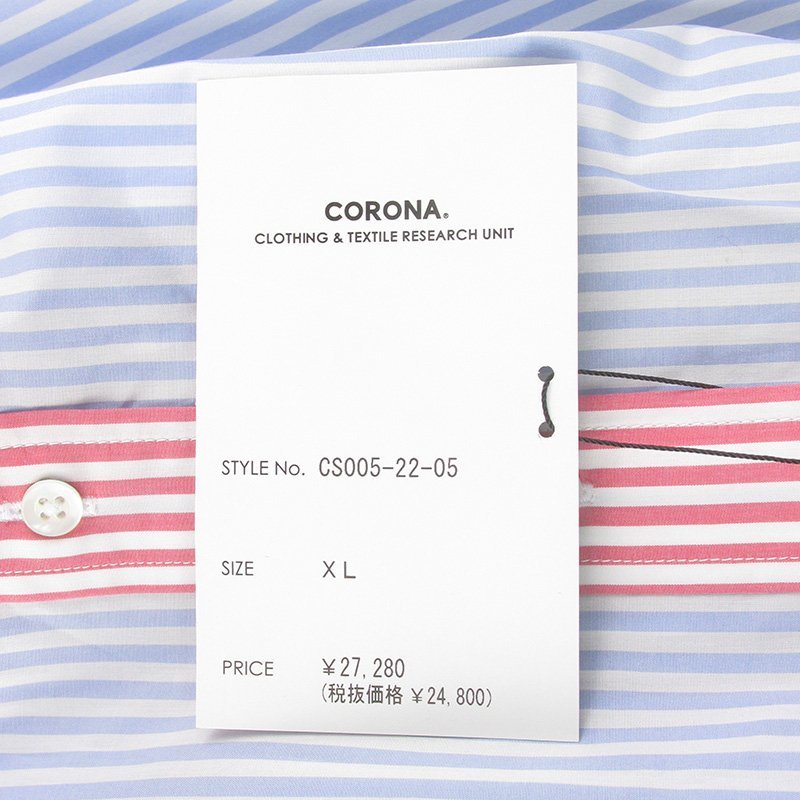 CORONA®
CLOTHING & TEXTILE RESEARCH UNIT
STYLE No. CS005-22-05
SIZE XL
PRICE ¥27,280
(税抜価格 ¥24,800)